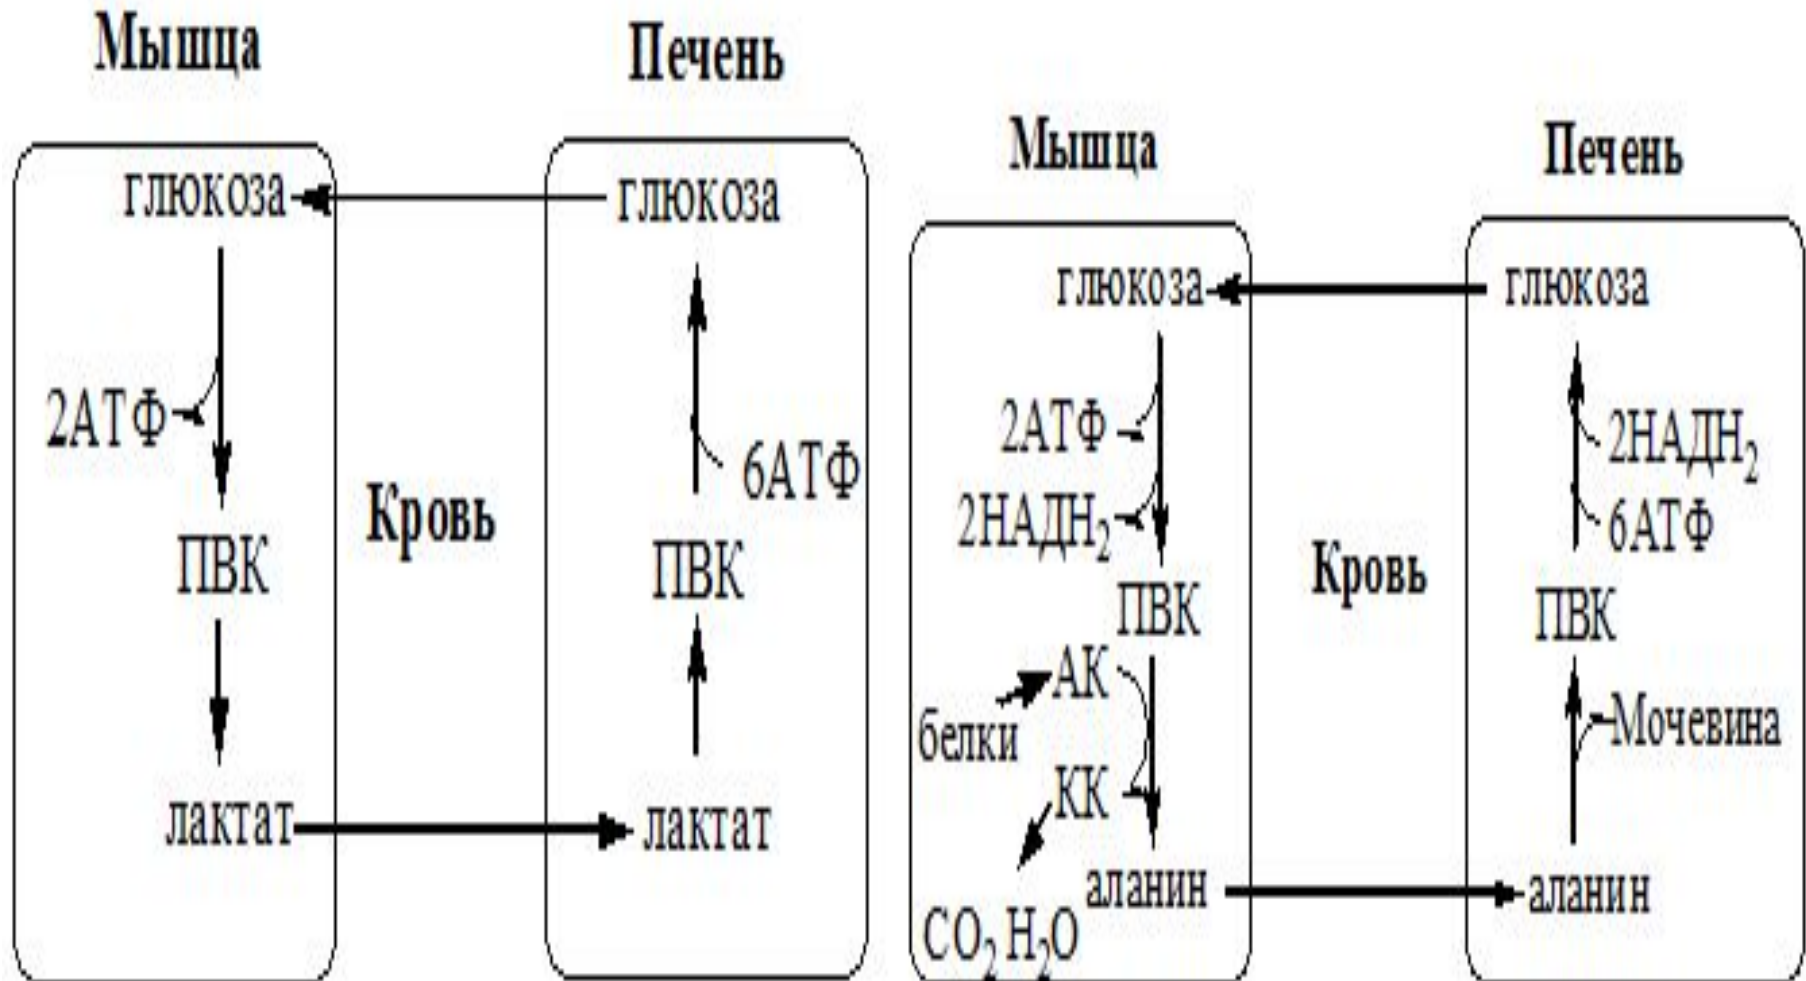 Мышца
Печень
глюкоза
глюкоза
2АТФ
6АТФ
Кровь
ПВК
ПВК
лактат
лактат
Мышца
Печень
глюкоза
глюкоза
2АТФ
2НАДН₂
2НАДН₂
6АТФ
Кровь
ПВК
ПВК
АК
белки
Мочевина
КК
аланин
аланин
CO₂ H₂O